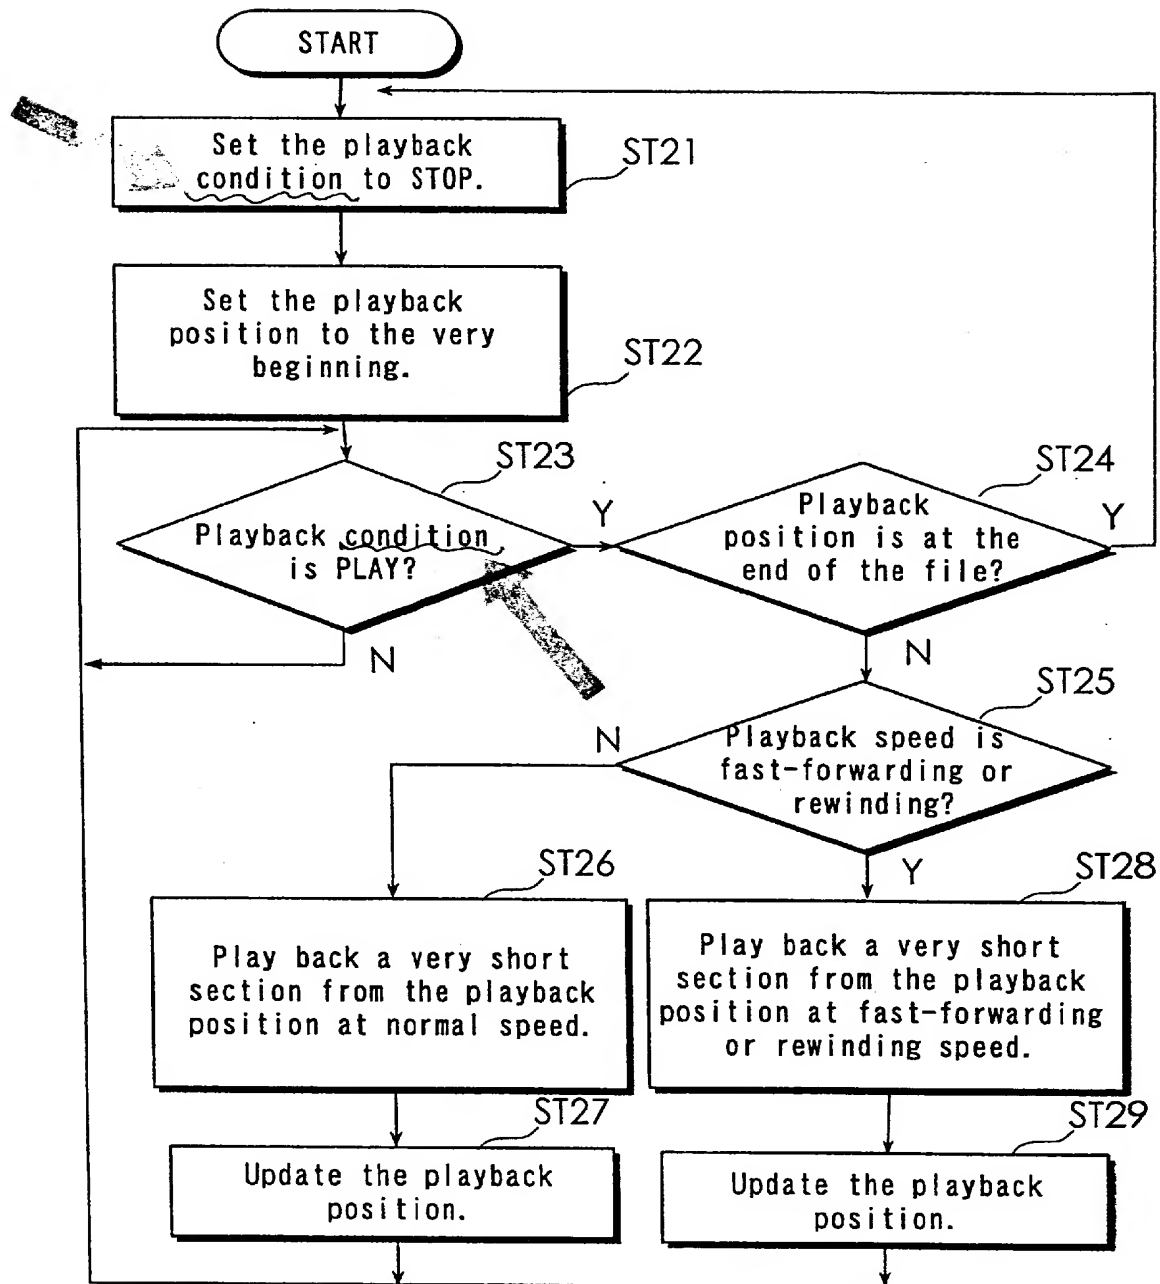 START
Set the playback
condition to STOP.
ST21
Set the playback
position to the very
beginning.
ST22
ST23
Playback condition
is PLAY?
Y
N
ST24
Playback
position is at the
end of the file?
Y
N
ST25
Playback speed is
fast-forwarding or
rewinding?
N
Y
ST26
Play back a very short
section from the playback
position at normal speed.
ST28
Play back a very short
section from the playback
position at fast-forwarding
or rewinding speed.
ST27
Update the playback
position.
ST29
Update the playback
position.